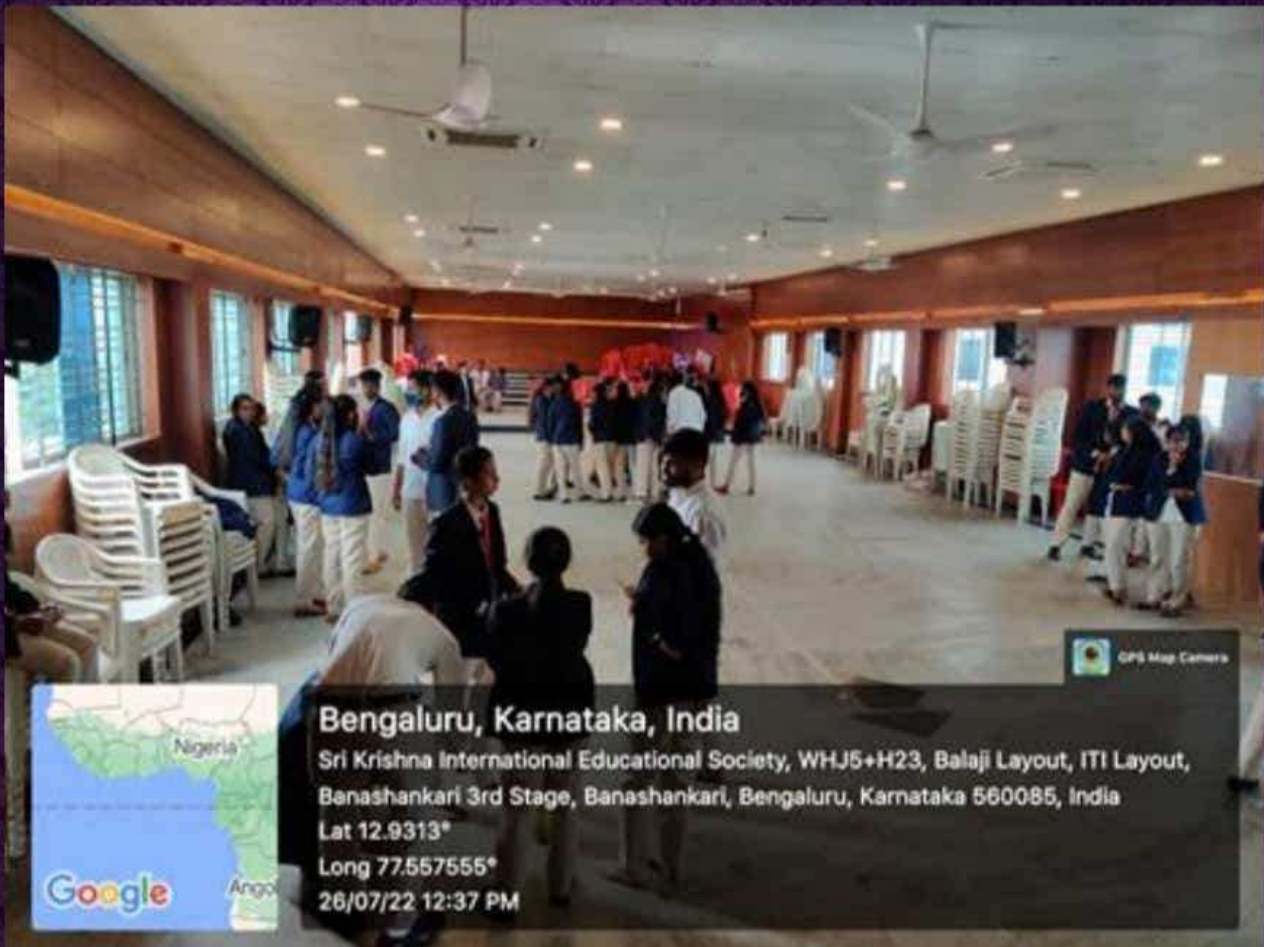 GPS Map Camera
Nigeria
Ango
Google
Bengaluru, Karnataka, India
Sri Krishna International Educational Society, WHJ5+H23, Balaji Layout, ITI Layout,
Banashankari 3rd Stage, Banashankari, Bengaluru, Karnataka 560085, India
Lat 12.9313°
Long 77.557555°
26/07/22 12:37 PM